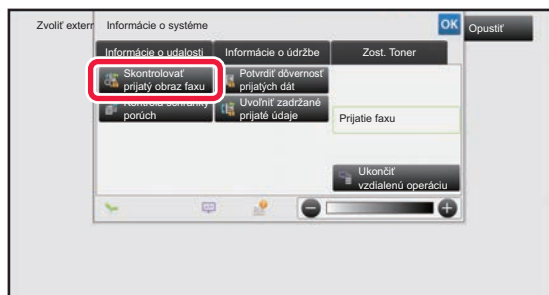 Zvoliť extern
Informácie o systéme
OK
Opustiť
Informácie o udalosti
Informácie o údržbe
Zost. Toner
Skontrolovať
prijatý obraz faxu
Potvrdiť dôvernosť
prijatých dát
Kontrola schránky
porúch
Uvoľniť zadržané
prijaté údaje
Prijatie faxu
Ukončiť
vzdialenú operáciu